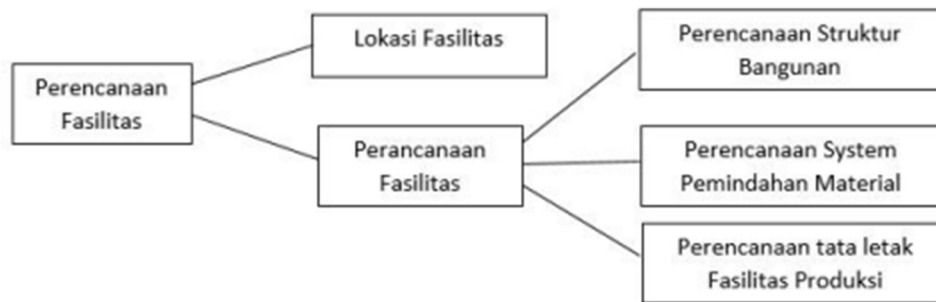 Perencanaan
Fasilitas
Lokasi Fasilitas
Perancanaan
Fasilitas
Perencanaan Struktur
Bangunan
Perencanaan System
Pemindahan Material
Perencanaan tata letak
Fasilitas Produksi